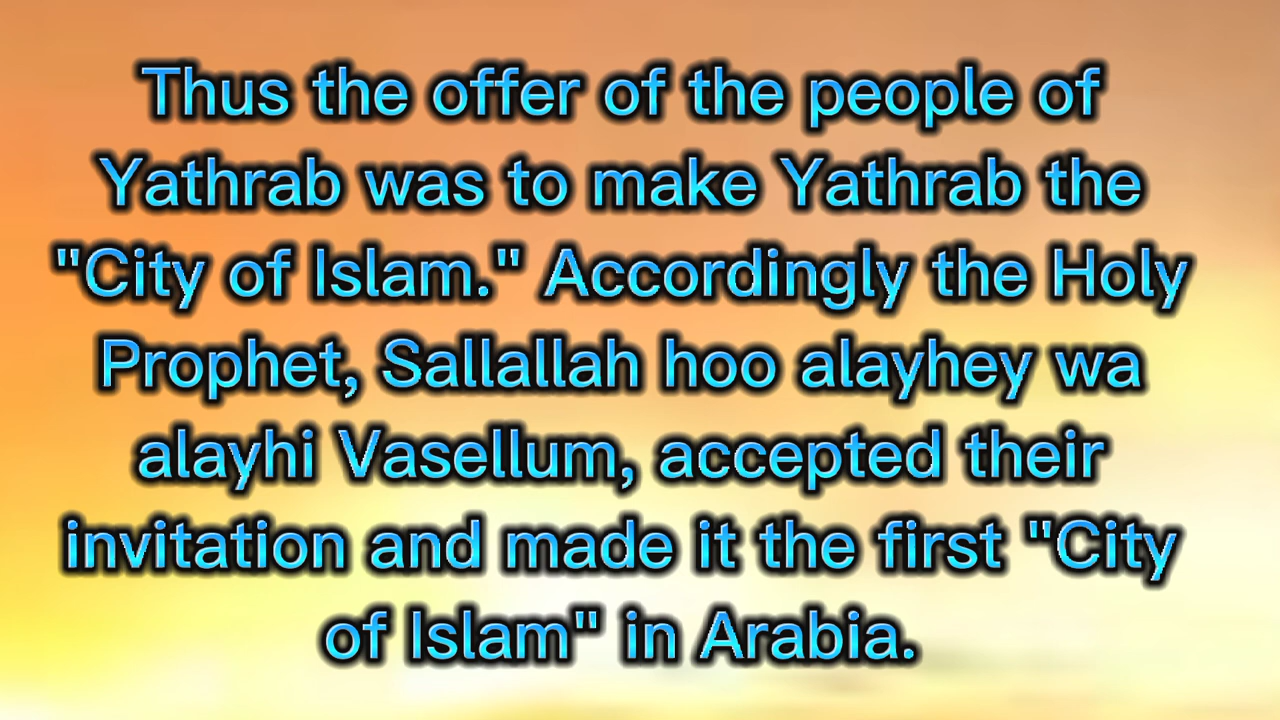 Thus the offer of the people of
Yathrab was to make Yathrab the
"City of Islam." Accordingly the Holy
Prophet, Sallallah hoo alayhey wa
alayhi Vasellum, accepted their
invitation and made it the first "City
of Islam" in Arabia.